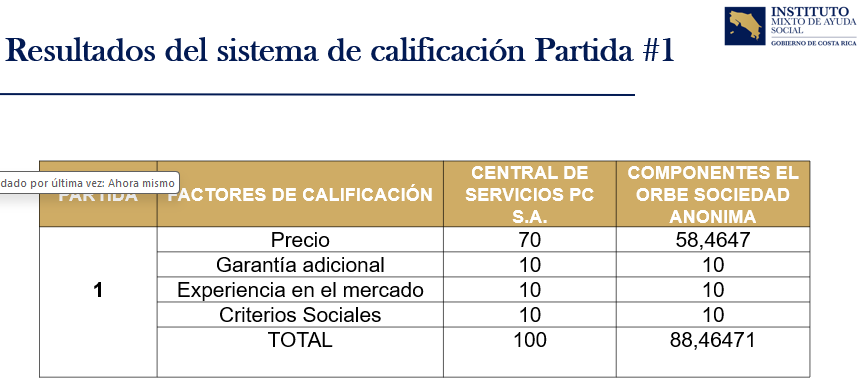 INSTITUTO
MIXTO DE AYUDA
SOCIAL
GOBIERNO DE COSTA RICA
Resultados del sistema de calificación Partida #1
dado por última vez: Ahora mismo
PARTIDA
FACTORES DE CALIFICACIÓN
CENTRAL DE
SERVICIOS PC
S.A.
COMPONENTES EL
ORBE SOCIEDAD
ANONIMA
1
Precio 70 58,4647
Garantía adicional 10 10
Experiencia en el mercado 10 10
Criterios Sociales 10 10
TOTAL 100 88,46471